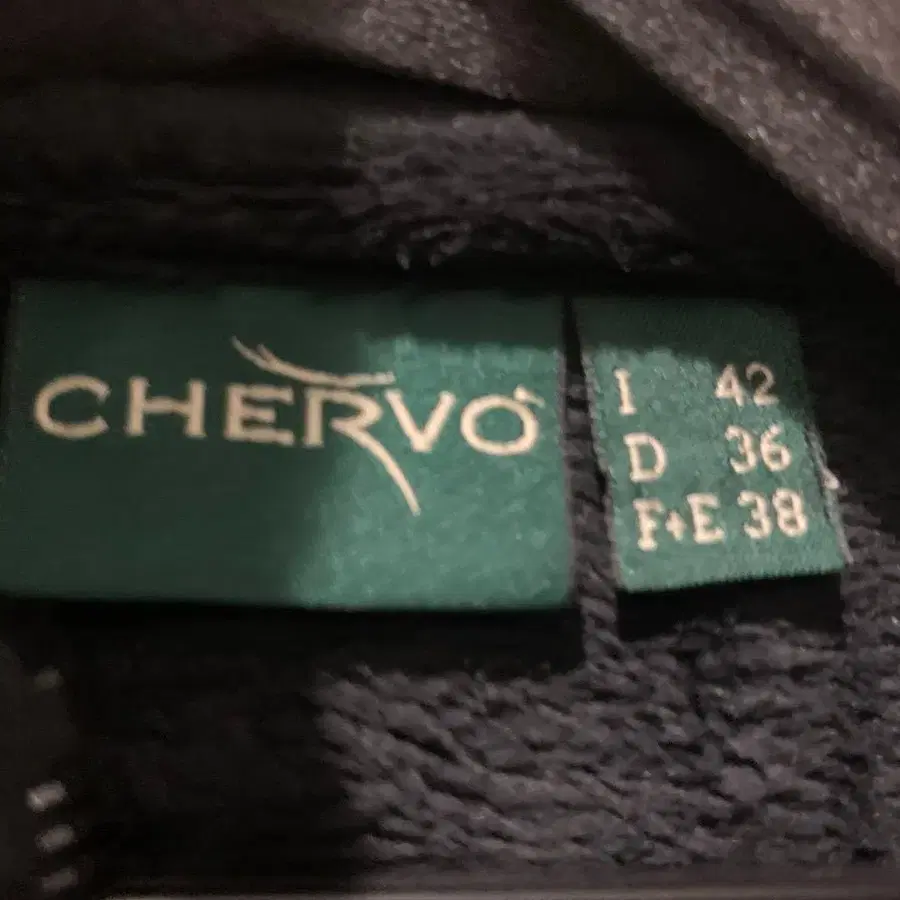 CHERVÒ
I 42
D 36
F+E 38